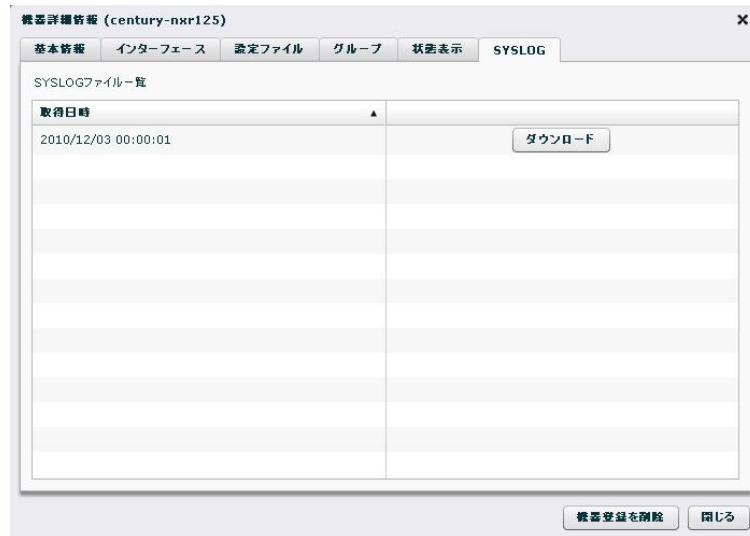 機器詳細情報 (century-nxr125)
基本情報 インターフェース 設定ファイル グループ 状態表示 SYSLOG
SYSLOGファイル一覧
取得日時 ▲
2010/12/03 00:00:01 ダウンロード
機器登録を削除 閉じる